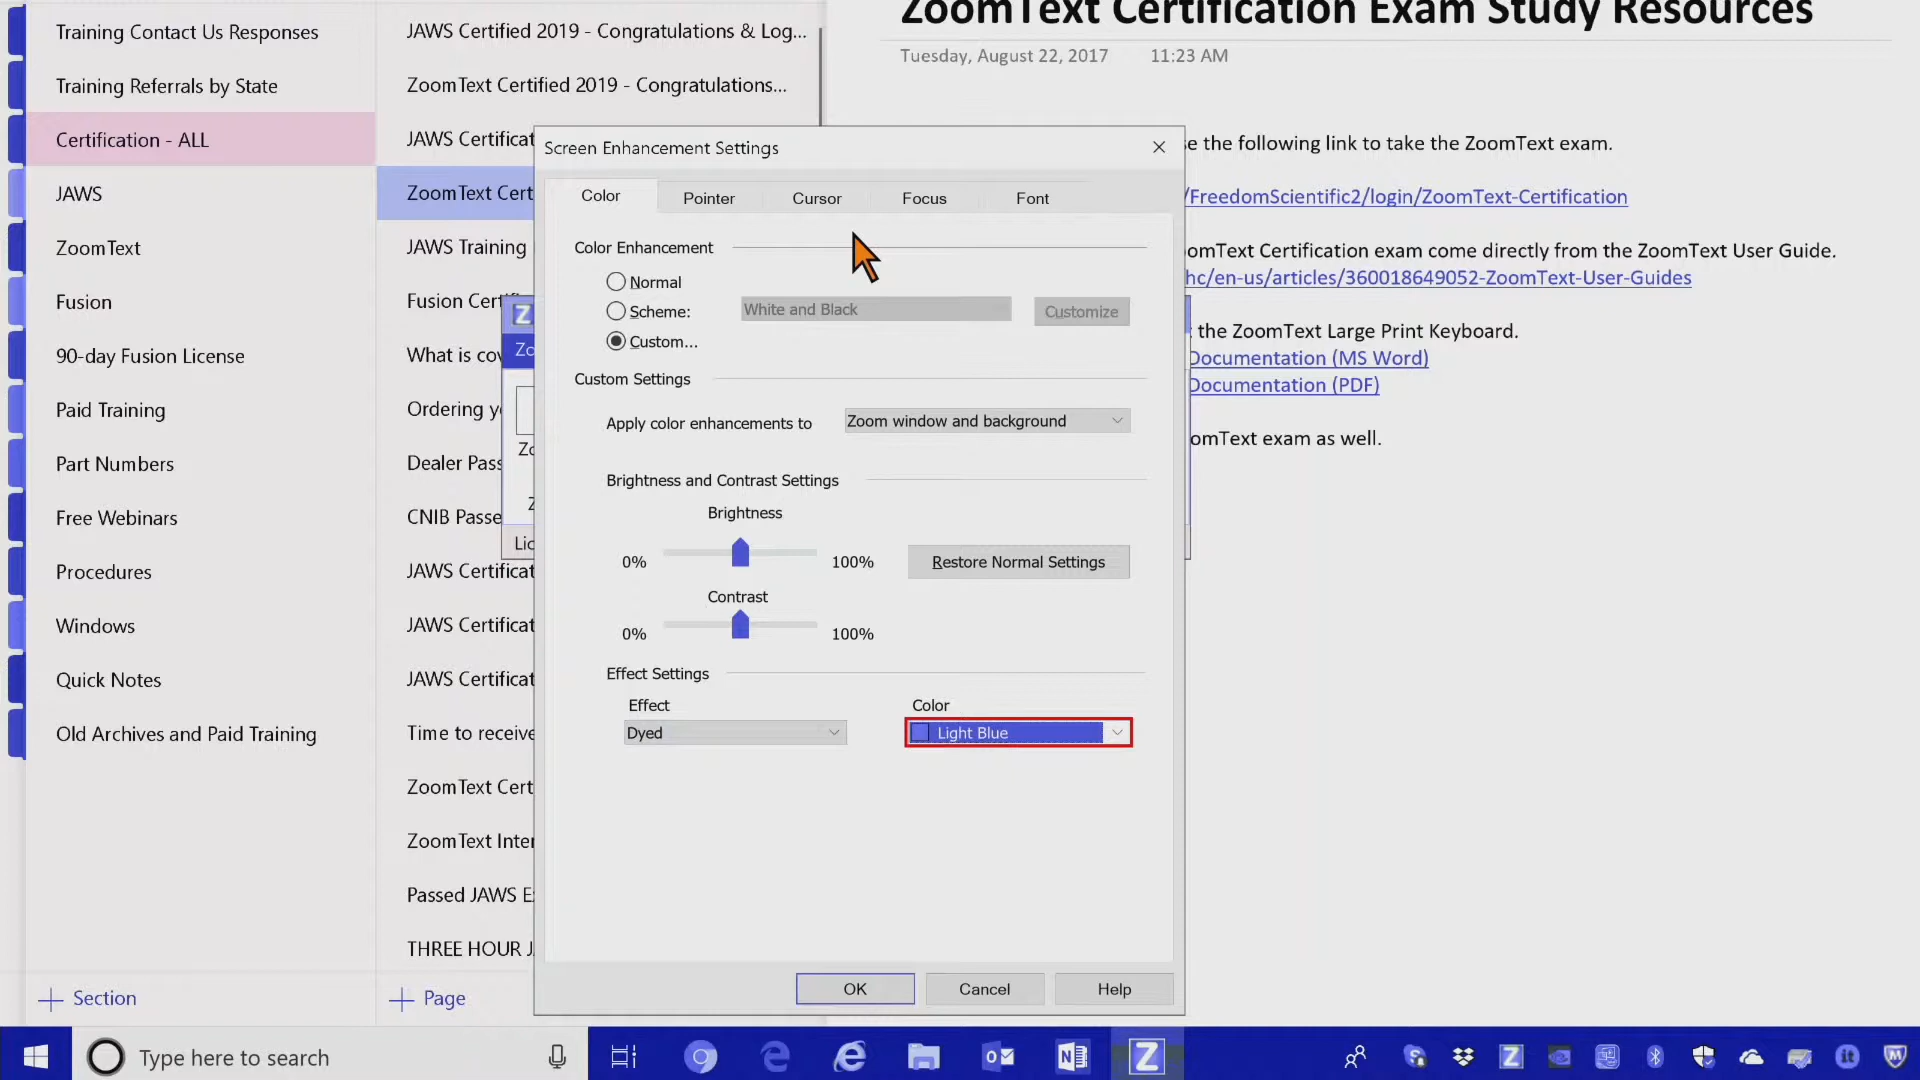 Training Contact Us Responses
Training Referrals by State
Certification - ALL
JAWS
ZoomText
Fusion
90-day Fusion License
Paid Training
Part Numbers
Free Webinars
Procedures
Windows
Quick Notes
Old Archives and Paid Training
Section
JAWS Certified 2019 - Congratulations & Log...
ZoomText Certified 2019 - Congratulations...
JAWS Certificat
ZoomText Cert
JAWS Training
Fusion Certi
What is cov
Ordering y
Dealer Pass
CNIB Passe
JAWS Certificat
JAWS Certificat
JAWS Certificat
Time to receive
ZoomText Cert
ZoomText Inter
Passed JAWS E
THREE HOUR J
Page
ZoomText Certification Exam Study Resources
Tuesday, August 22, 2017 11:23 AM
se the following link to take the ZoomText exam.
/FreedomScientific2/login/ZoomText-Certification
omText Certification exam come directly from the ZoomText User Guide.
hc/en-us/articles/360018649052-ZoomText-User-Guides
t the ZoomText Large Print Keyboard.
Documentation (MS Word)
Documentation (PDF)
omText exam as well.
Z
Zo
Zo
Z
Lic
Screen Enhancement Settings
Color Pointer Cursor Focus Font
Color Enhancement
Normal
Scheme: White and Black Customize
Custom...
Custom Settings
Apply color enhancements to Zoom window and background
Brightness and Contrast Settings
Brightness
0% 100% Restore Normal Settings
Contrast
0% 100%
Effect Settings
Effect Color
Dyed Light Blue
OK Cancel Help
Type here to search